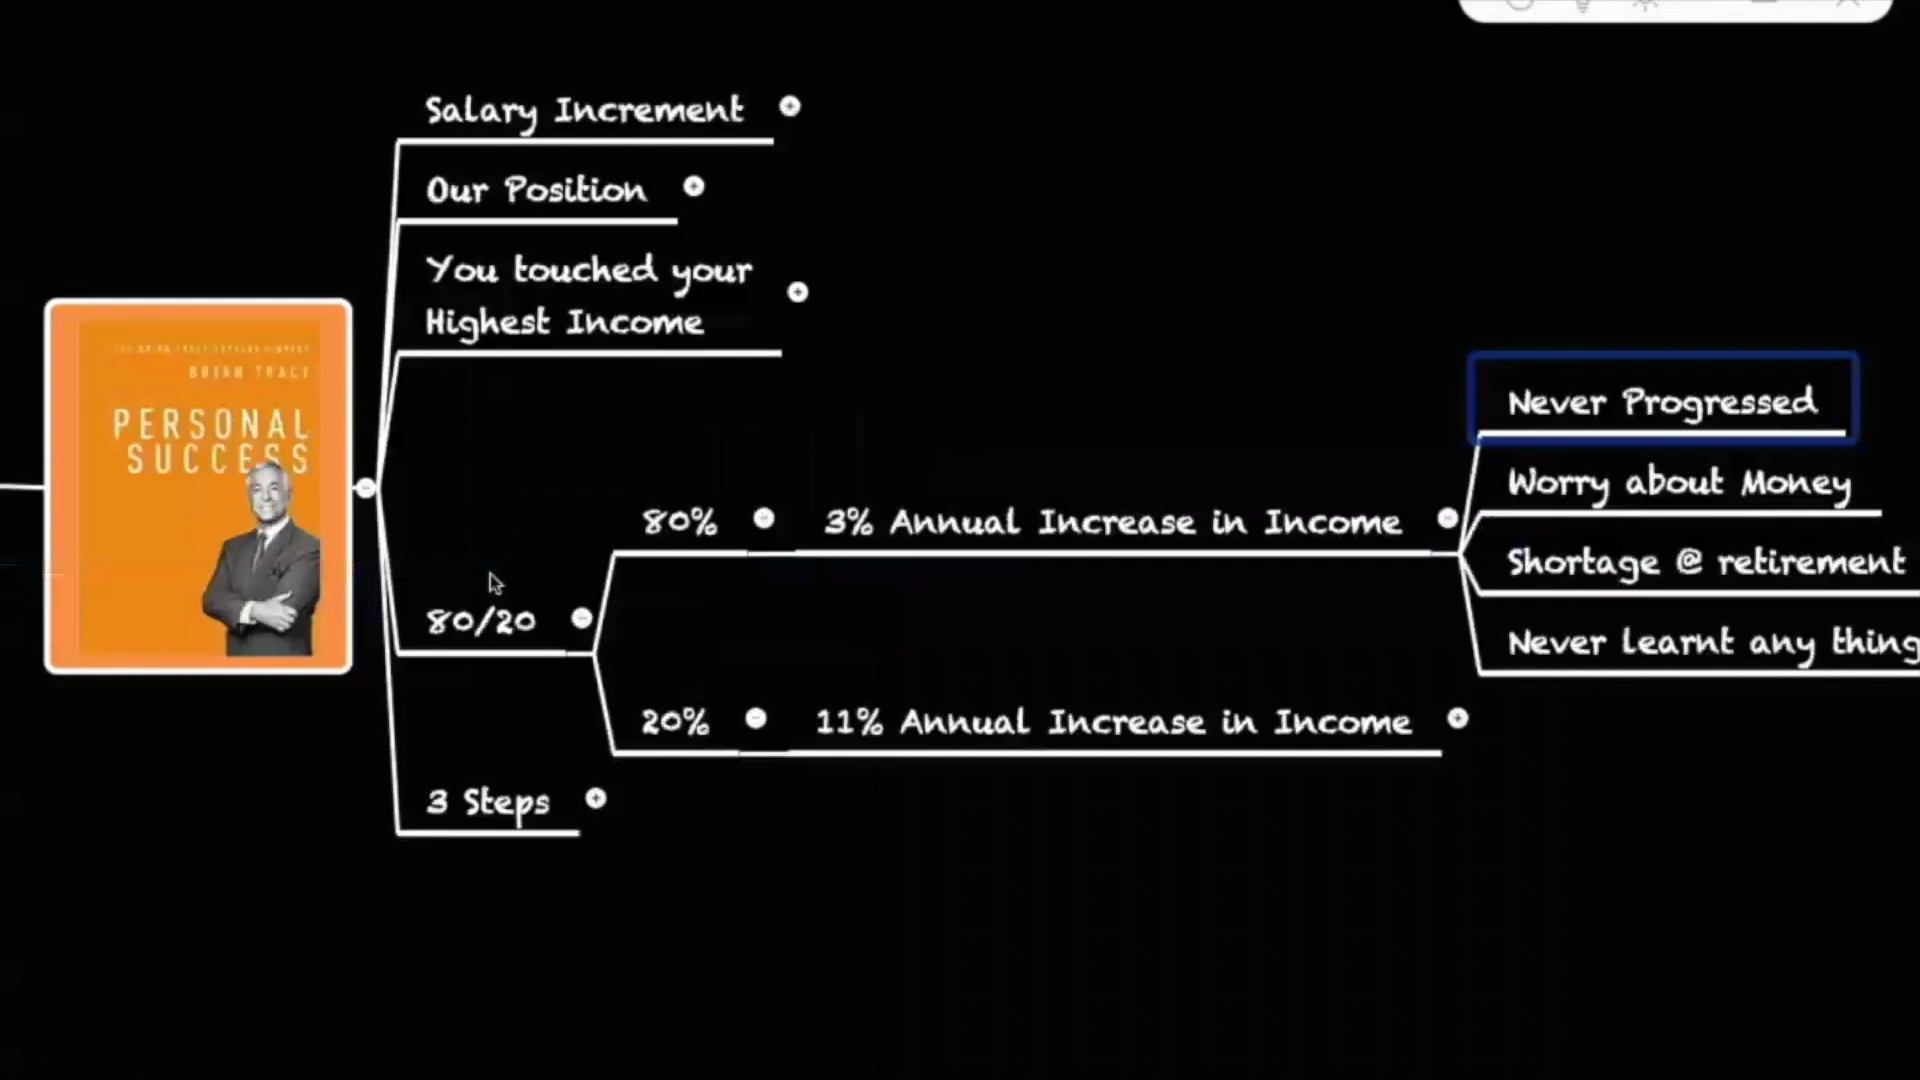 Salary Increment
Our Position
You touched your
Highest Income
BRIAN TRACY
PERSONAL
SUCCESS
Never Progressed
Worry about Money
80% 3% Annual Increase in Income
Shortage @ retirement
80/20
Never learnt any thing
20% 11% Annual Increase in Income
3 Steps